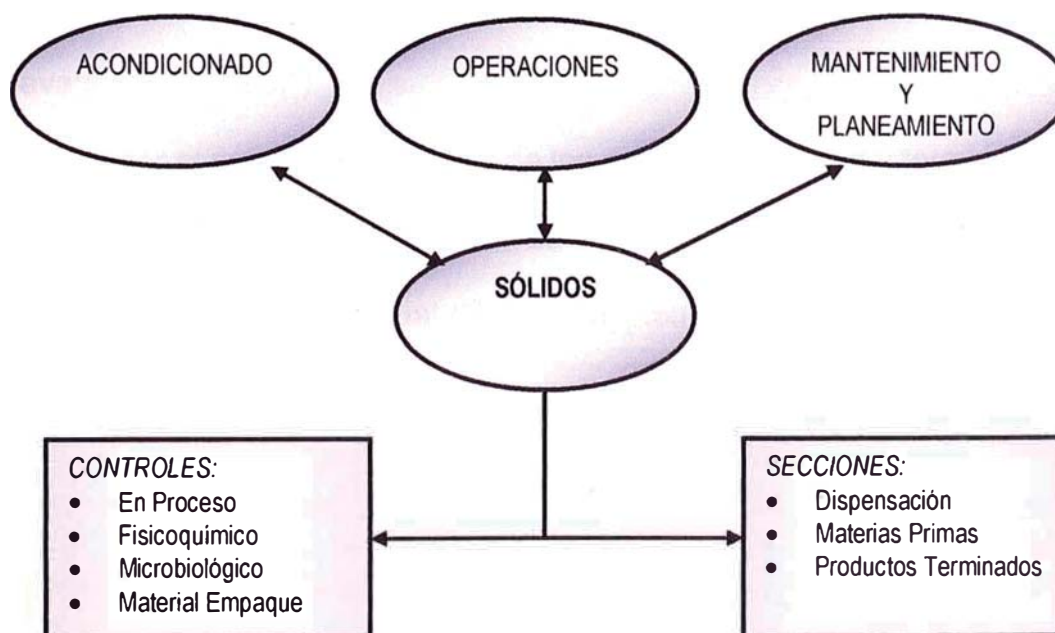 ACONDICIONADO
OPERACIONES
MANTENIMIENTO
Y
PLANEAMIENTO
SÓLIDOS
CONTROLES:
• En Proceso
• Fisicoquímico
• Microbiológico
• Material Empaque
SECCIONES:
• Dispensación
• Materias Primas
• Productos Terminados